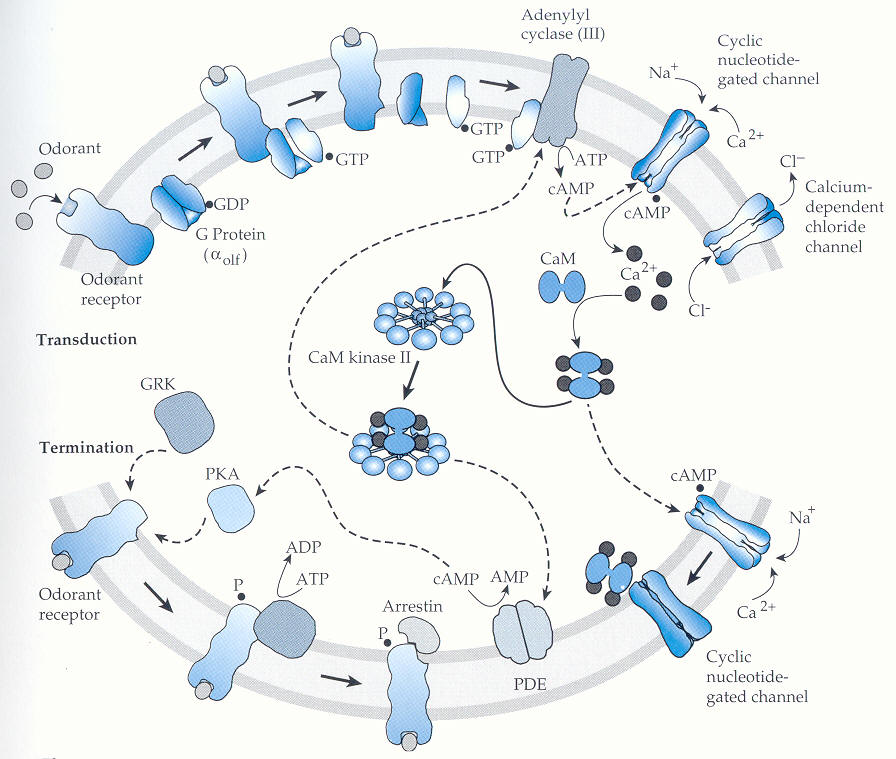 Adenylyl
cyclase (III)
Cyclic
nucleotide-
gated channel
Na+
Ca2+
Cl–
Calcium-
dependent
chloride
channel
Cl-
Odorant
GDP
G Protein
(αolf)
Odorant
receptor
GTP
GTP
GTP
ATP
cAMP
cAMP
Ca2+
CaM
Transduction
CaM kinase II
GRK
Termination
PKA
cAMP
Na+
Ca 2+
ADP
ATP
cAMP
AMP
Odorant
receptor
P
Arrestin
P
PDE
Cyclic
nucleotide-
gated channel